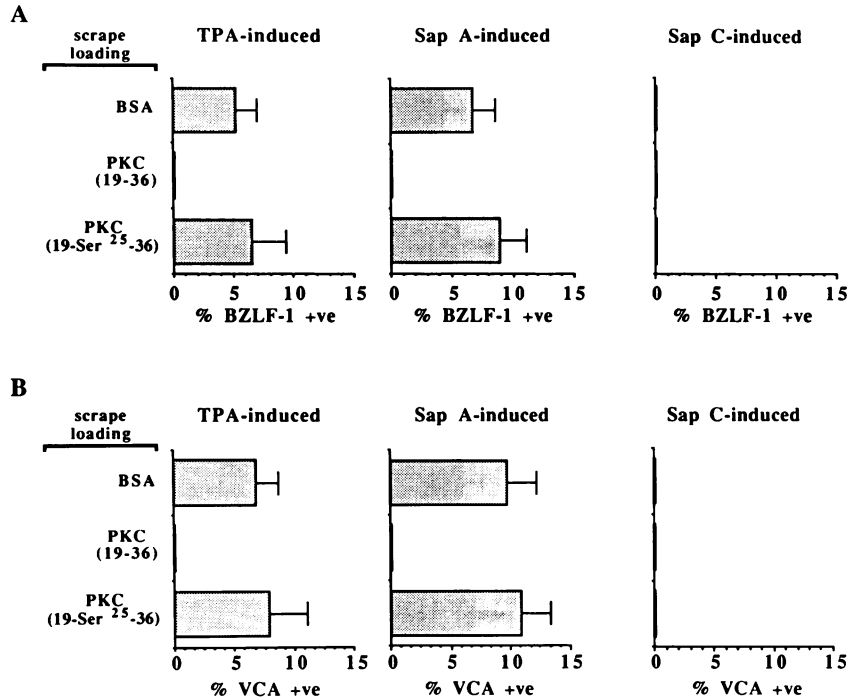 A
scrape
loading
TPA-induced
Sap A-induced
Sap C-induced
BSA
PKC
(19-36)
PKC
(19-Ser 25-36)
0 5 10 15
% BZLF-1 +ve
0 5 10 15
% BZLF-1 +ve
0 5 10 15
% BZLF-1 +ve
B
scrape
loading
TPA-induced
Sap A-induced
Sap C-induced
BSA
PKC
(19-36)
PKC
(19-Ser 25-36)
0 5 10 15
% VCA +ve
0 5 10 15
% VCA +ve
0 5 10 15
% VCA +ve